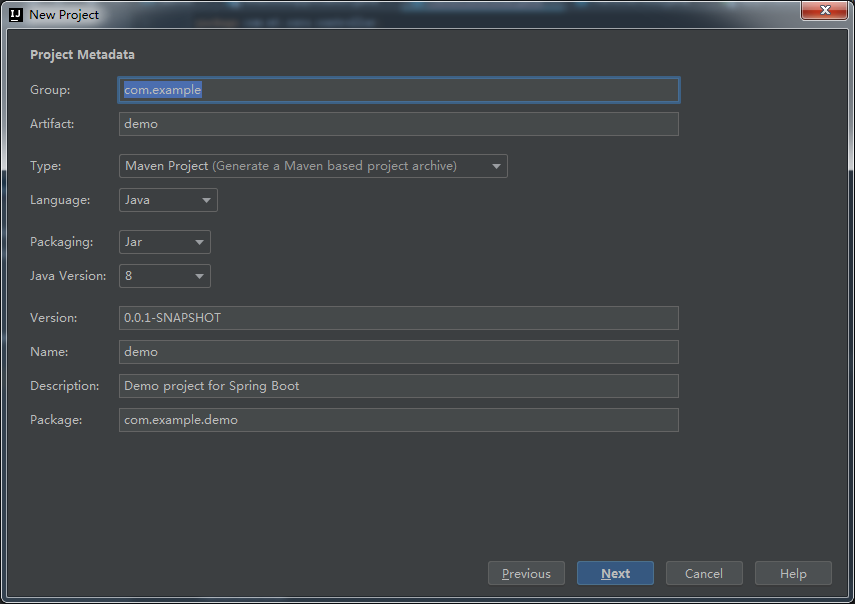 New Project
Project Metadata
Group: com.example
Artifact: demo
Type: Maven Project (Generate a Maven based project archive)
Language: Java
Packaging: Jar
Java Version: 8
Version: 0.0.1-SNAPSHOT
Name: demo
Description: Demo project for Spring Boot
Package: com.example.demo
Previous Next Cancel Help